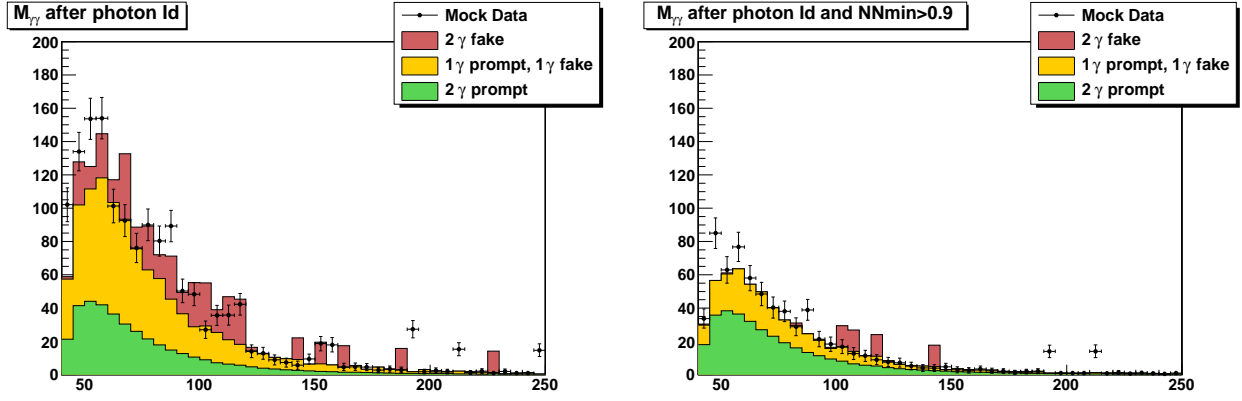 Mγγ after photon Id
Mock Data
2 γ fake
1 γ prompt, 1 γ fake
2 γ prompt
200
180
160
140
120
100
80
60
40
20
0
50 100 150 200 250
Mγγ after photon Id and NNmin>0.9
Mock Data
2 γ fake
1 γ prompt, 1 γ fake
2 γ prompt
200
180
160
140
120
100
80
60
40
20
0
50 100 150 200 250